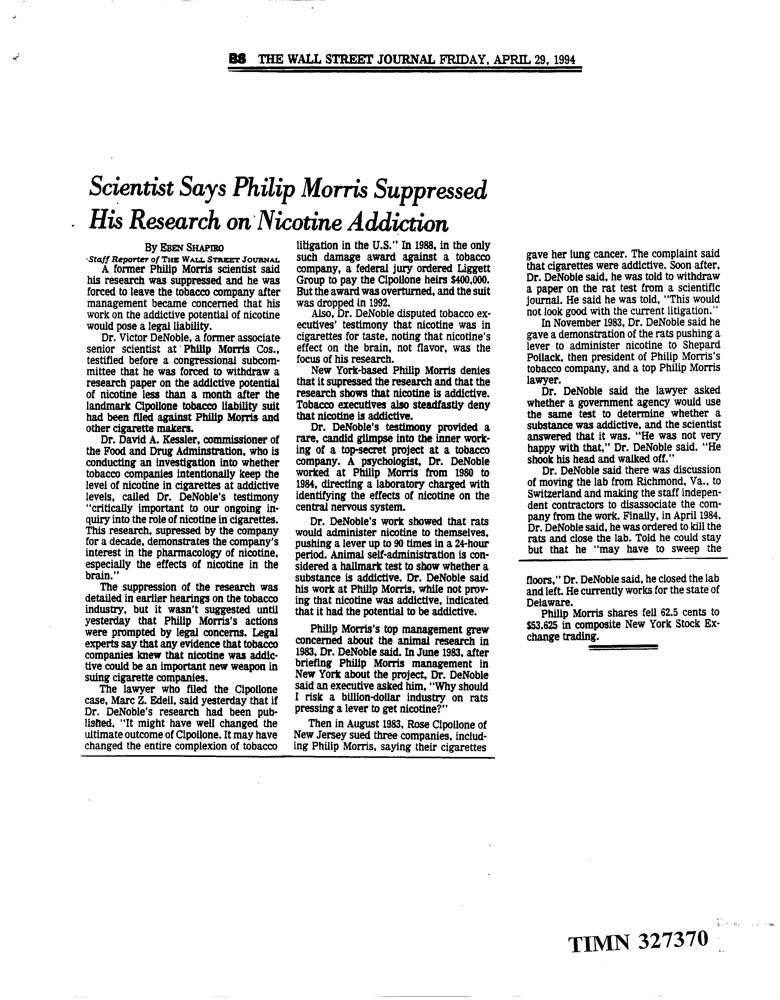 B8 THE WALL STREET JOURNAL FRIDAY, APRIL 29, 1994
Scientist Says Philip Morris Suppressed
His Research on Nicotine Addiction
By EBEN SHAPIRO
Staff Reporter of THE WALL STREET JOURNAL
A former Philip Morris scientist said
his research was suppressed and he was
forced to leave the tobacco company after
management became concerned that his
work on the addictive potential of nicotine
would pose a legal liability.
Dr. Victor DeNoble, a former associate
senior scientist at Philip Morris Cos.,
testified before a congressional subcom-
mittee that he was forced to withdraw a
research paper on the addictive potential
of nicotine less than a month after the
landmark Cipollone tobacco liability suit
had been filed against Philip Morris and
other cigarette makers.
Dr. David A. Kessler, commissioner of
the Food and Drug Adminstration, who is
conducting an investigation into whether
tobacco companies intentionally keep the
level of nicotine in cigarettes at addictive
levels, called Dr. DeNoble's testimony
"critically important to our ongoing in-
quiry into the role of nicotine in cigarettes.
This research, supressed by the company
for a decade, demonstrates the company's
interest in the pharmacology of nicotine,
especially the effects of nicotine in the
brain."
The suppression of the research was
detailed in earlier hearings on the tobacco
industry, but it wasn't suggested until
yesterday that Philip Morris's actions
were prompted by legal concerns. Legal
experts say that any evidence that tobacco
companies knew that nicotine was addic-
tive could be an important new weapon in
suing cigarette companies.
The lawyer who filed the Cipollone
case, Marc Z. Edell, said yesterday that if
Dr. DeNoble's research had been pub-
lished, "It might have well changed the
ultimate outcome of Cipollone. It may have
changed the entire complexion of tobacco
litigation in the U.S." In 1988, in the only
such damage award against a tobacco
company, a federal jury ordered Liggett
Group to pay the Cipollone heirs $400,000.
But the award was overturned, and the suit
was dropped in 1992.
Also, Dr. DeNoble disputed tobacco ex-
ecutives' testimony that nicotine was in
cigarettes for taste, noting that nicotine's
effect on the brain, not flavor, was the
focus of his research.
New York-based Philip Morris denies
that it supressed the research and that the
research shows that nicotine is addictive.
Tobacco executives also steadfastly deny
that nicotine is addictive.
Dr. DeNoble's testimony provided a
rare, candid glimpse into the inner work-
ing of a top-secret project at a tobacco
company. A psychologist, Dr. DeNoble
worked at Philip Morris from 1980 to
1984, directing a laboratory charged with
identifying the effects of nicotine on the
central nervous system.
Dr. DeNoble's work showed that rats
would administer nicotine to themselves,
pushing a lever up to 90 times in a 24-hour
period. Animal self-administration is con-
sidered a hallmark test to show whether a
substance is addictive. Dr. DeNoble said
his work at Philip Morris, while not prov-
ing that nicotine was addictive, indicated
that it had the potential to be addictive.
Philip Morris's top management grew
concerned about the animal research in
1983, Dr. DeNoble said. In June 1983, after
briefing Philip Morris management in
New York about the project, Dr. DeNoble
said an executive asked him, "Why should
I risk a billion-dollar industry on rats
pressing a lever to get nicotine?"
Then in August 1983, Rose Cipollone of
New Jersey sued three companies, includ-
ing Philip Morris, saying their cigarettes
gave her lung cancer. The complaint said
that cigarettes were addictive. Soon after,
Dr. DeNoble said, he was told to withdraw
a paper on the rat test from a scientific
journal. He said he was told, "This would
not look good with the current litigation."
In November 1983, Dr. DeNoble said he
gave a demonstration of the rats pushing a
lever to administer nicotine to Shepard
Pollack, then president of Philip Morris's
tobacco company, and a top Philip Morris
lawyer.
Dr. DeNoble said the lawyer asked
whether a government agency would use
the same test to determine whether a
substance was addictive, and the scientist
answered that it was. "He was not very
happy with that," Dr. DeNoble said. "He
shook his head and walked off."
Dr. DeNoble said there was discussion
of moving the lab from Richmond, Va., to
Switzerland and making the staff indepen-
dent contractors to disassociate the com-
pany from the work. Finally, in April 1984,
Dr. DeNoble said, he was ordered to kill the
rats and close the lab. Told he could stay
but that he "may have to sweep the
floors," Dr. DeNoble said, he closed the lab
and left. He currently works for the state of
Delaware.
Philip Morris shares fell 62.5 cents to
$53.625 in composite New York Stock Ex-
change trading.
TIMN 327370